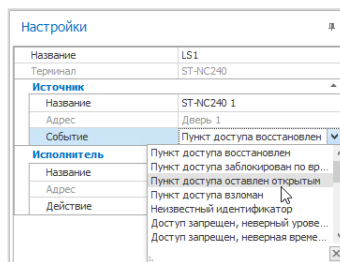 Настройки
Название LS1
Терминал ST-NC240
Источник
Название ST-NC240 1
Адрес Дверь 1
Событие Пункт доступа восстановлен
Исполнитель
Название
Адрес
Действие
Пункт доступа восстановлен
Пункт доступа заблокирован по вр...
Пункт доступа оставлен открытым
Пункт доступа взломан
Неизвестный идентификатор
Доступ запрещен, неверный урове...
Доступ запрещен, неверная време...